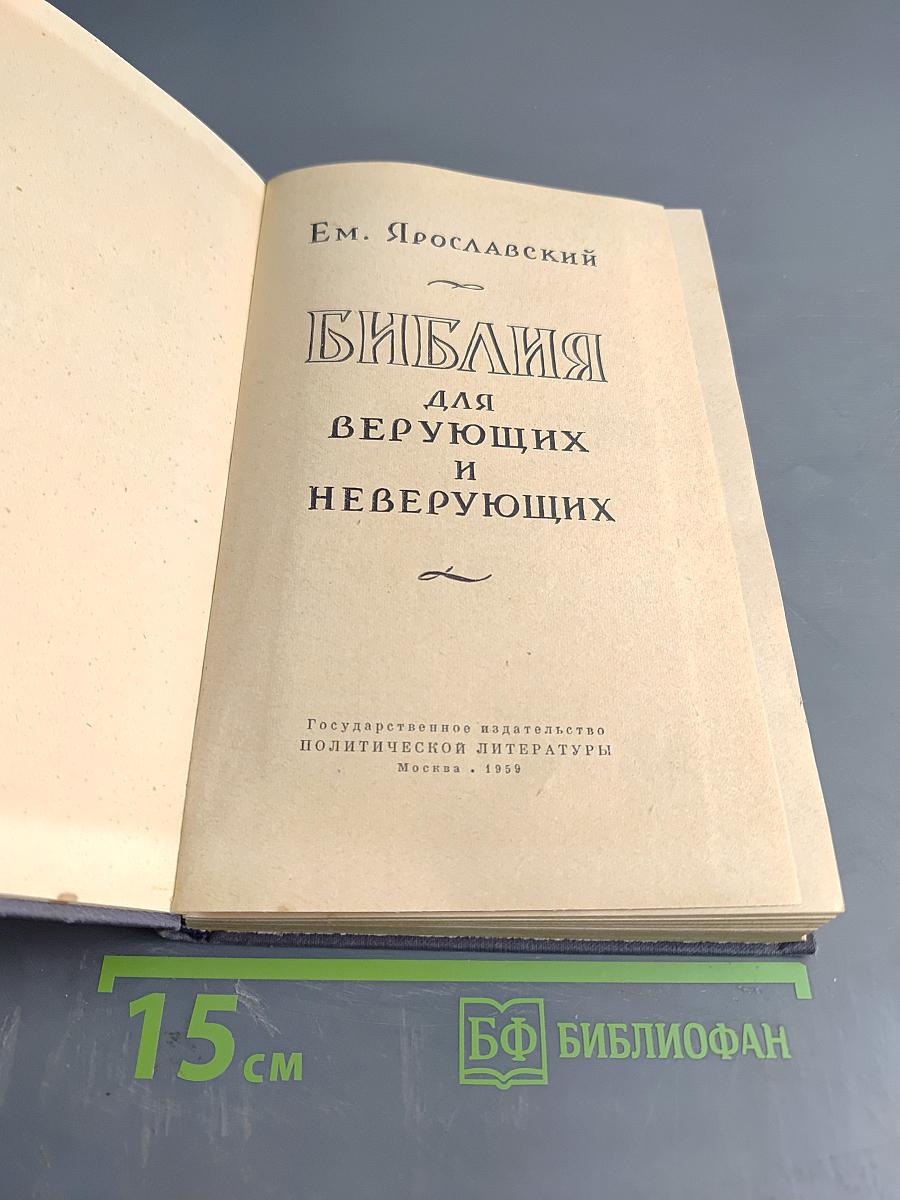 Ем. Ярославский
БИБЛИЯ
ДЛЯ
ВЕРУЮЩИХ
И
НЕВЕРУЮЩИХ
Государственное издательство
ПОЛИТИЧЕСКОЙ ЛИТЕРАТУРЫ
Москва . 1959
15 см
БФ БИБЛИОФАН